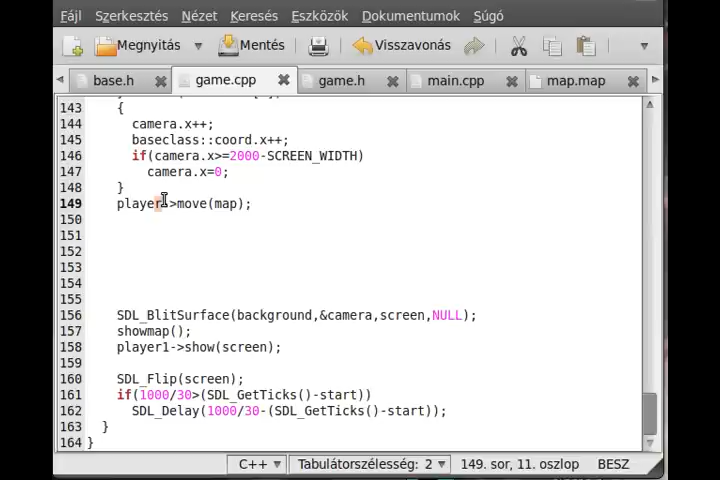 Fájl Szerkesztés Nézet Keresés Eszközök Dokumentumok Súgó
Megnyitás Mentés Visszavonás
base.h game.cpp game.h main.cpp map.map
143 {
144 camera.x++;
145 baseclass::coord.x++;
146 if(camera.x>=2000-SCREEN_WIDTH)
147 camera.x=0;
148 }
149 player->move(map);
150
151
152
153
154
155
156 SDL_BlitSurface(background,&camera,screen,NULL);
157 showmap();
158 player1->show(screen);
159
160 SDL_Flip(screen);
161 if(1000/30>(SDL_GetTicks()-start))
162 SDL_Delay(1000/30-(SDL_GetTicks()-start));
163 }
164 }
C++ Tabulátorszélesség: 2 149. sor, 11. oszlop BESZ